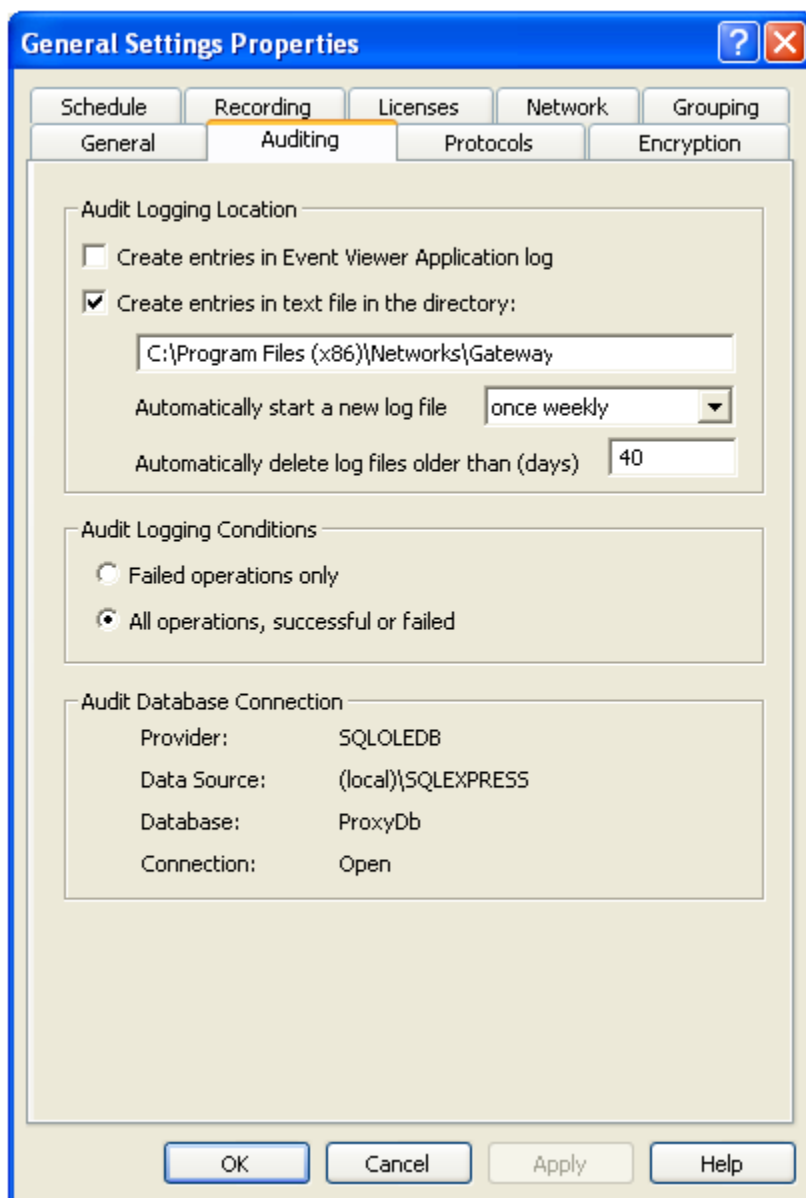 General Settings Properties
Schedule Recording Licenses Network Grouping
General Auditing Protocols Encryption
Audit Logging Location
Create entries in Event Viewer Application log
Create entries in text file in the directory:
C:\Program Files (x86)\Networks\Gateway
Automatically start a new log file once weekly
Automatically delete log files older than (days) 40
Audit Logging Conditions
Failed operations only
All operations, successful or failed
Audit Database Connection
Provider: SQLOLEDB
Data Source: (local)\SQLEXPRESS
Database: ProxyDb
Connection: Open
OK Cancel Apply Help